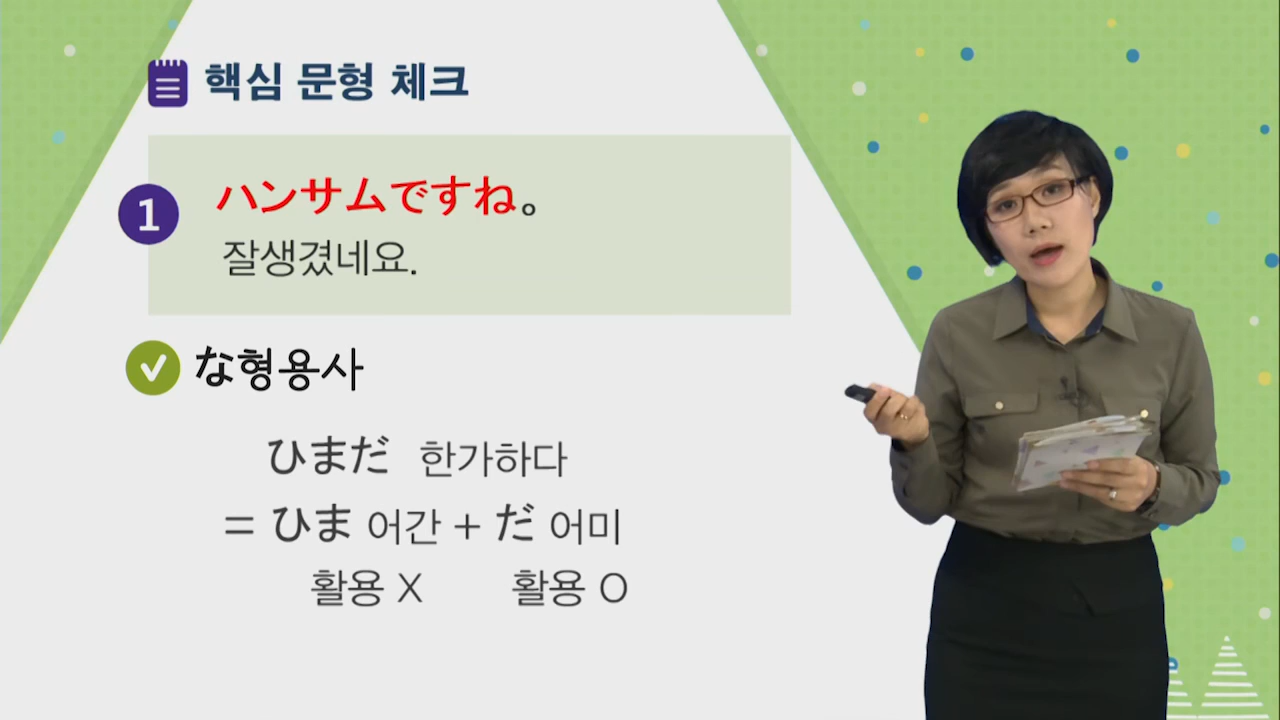 핵심 문형 체크
1
ハンサムですね。
잘생겼네요.
な형용사
ひまだ 한가하다
= ひま 어간 + だ 어미
활용 X 활용 O